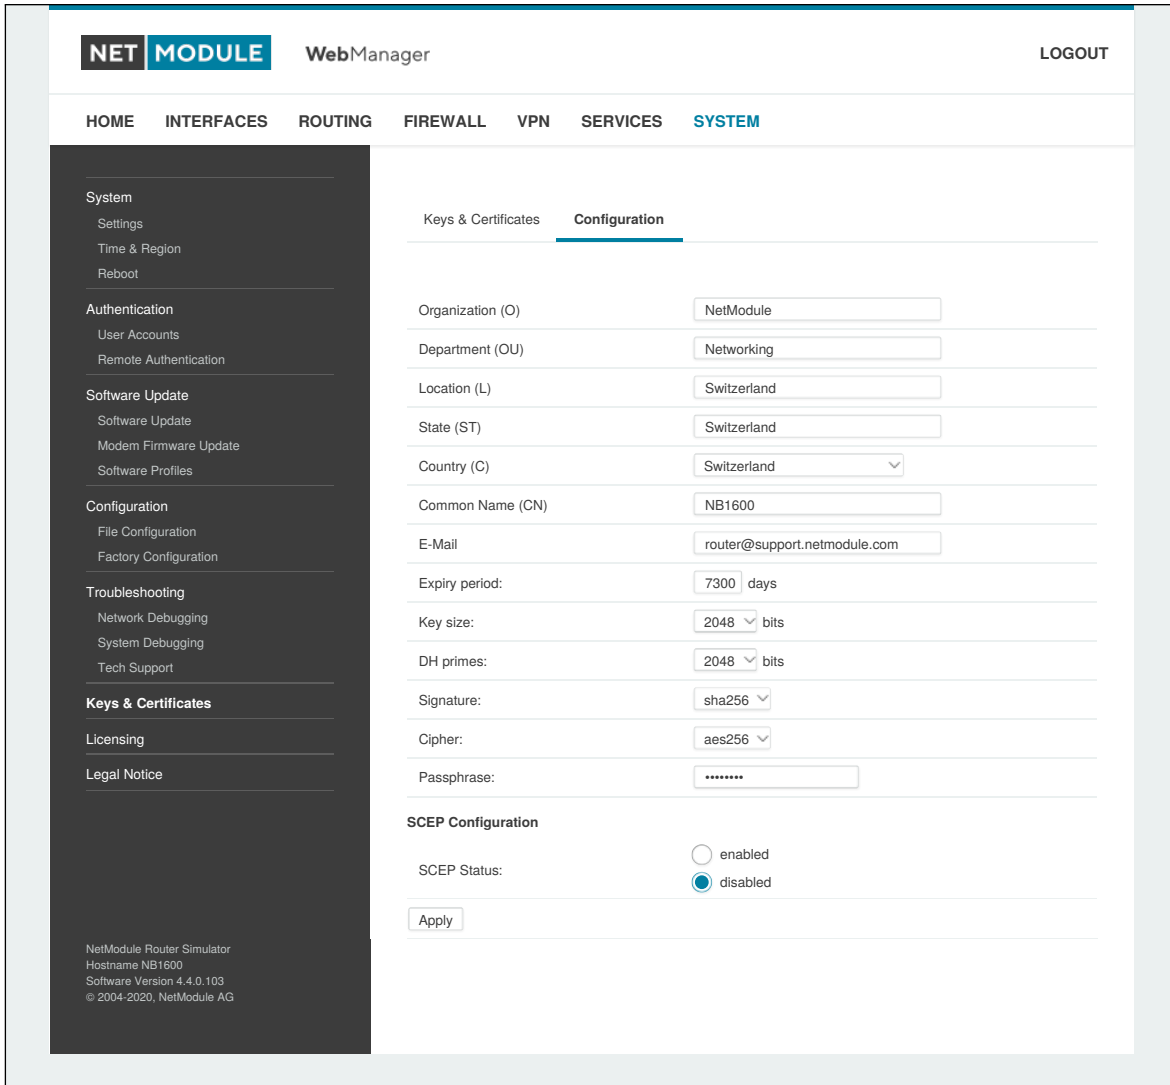 NET MODULE WebManager LOGOUT
HOME INTERFACES ROUTING FIREWALL VPN SERVICES SYSTEM
System
Settings
Time & Region
Reboot
Authentication
User Accounts
Remote Authentication
Software Update
Software Update
Modem Firmware Update
Software Profiles
Configuration
File Configuration
Factory Configuration
Troubleshooting
Network Debugging
System Debugging
Tech Support
Keys & Certificates
Licensing
Legal Notice
NetModule Router Simulator
Hostname NB1600
Software Version 4.4.0.103
© 2004-2020, NetModule AG
Keys & Certificates Configuration
Organization (O) NetModule
Department (OU) Networking
Location (L) Switzerland
State (ST) Switzerland
Country (C) Switzerland
Common Name (CN) NB1600
E-Mail router@support.netmodule.com
Expiry period: 7300 days
Key size: 2048 bits
DH primes: 2048 bits
Signature: sha256
Cipher: aes256
Passphrase: ••••••••
SCEP Configuration
SCEP Status: enabled
disabled
Apply